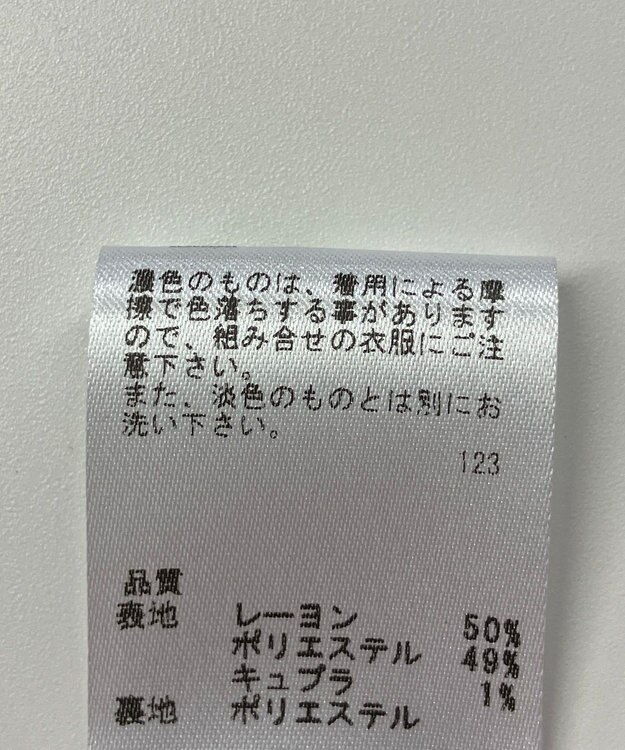 濃色のものは、着用による摩
擦で色落ちする事があります
ので、組み合せの衣服にご注
意下さい。
また、淡色のものとは別にお
洗い下さい。
123
品質
表地 レーヨン 50%
ポリエステル 49%
キュプラ 1%
裏地 ポリエステル